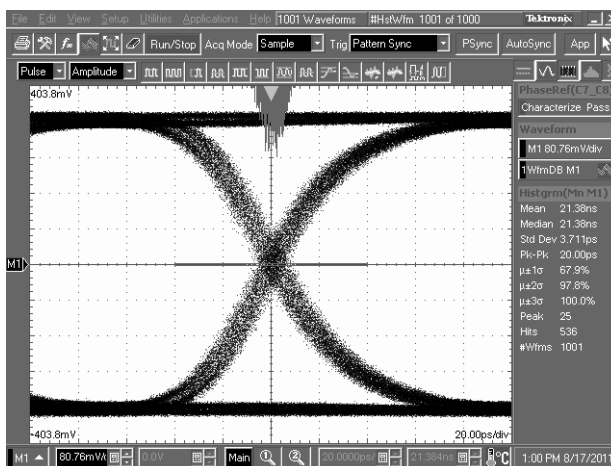 File Edit View Setup Utilities Applications Help 1001 Waveforms #HstWfm 1001 of 1000 Tektronix
Run/Stop Acq Mode Sample Trig Pattern Sync PSync AutoSync App
Pulse Amplitude
403.8mV
PhaseRef(C7_C8)
Characterize Pass
Waveform
M1 80.76mV/div
1WfmDB M1
Histgrm(Mn M1)
Mean 21.38ns
Median 21.38ns
Std Dev 3.711ps
Pk-Pk 20.00ps
µ±1σ 67.9%
µ±2σ 97.8%
µ±3σ 100.0%
Peak 25
Hits 536
#Wfms 1001
M1
-403.8mV
20.00ps/div
M1 80.76mV/ 0.0V Main 20.0000ps/ 21.384ns °C 1:00 PM 8/17/2011